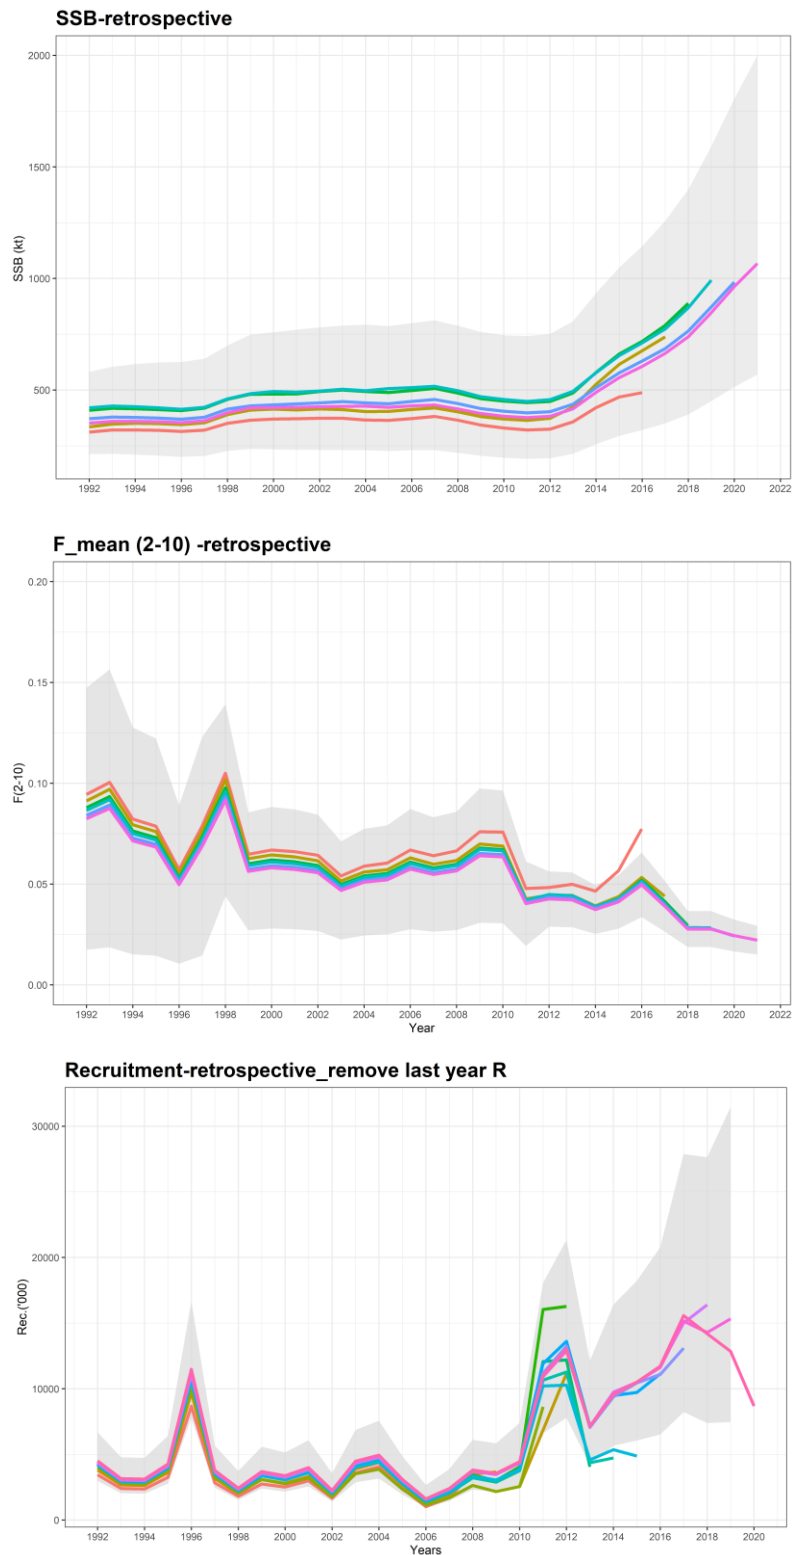 SSB-retrospective
2000
1500
1000
500
SSB (kt)
1992 1994 1996 1998 2000 2002 2004 2006 2008 2010 2012 2014 2016 2018 2020 2022
F_mean (2-10) -retrospective
0.20
0.15
0.10
0.05
0.00
F(2-10)
1992 1994 1996 1998 2000 2002 2004 2006 2008 2010 2012 2014 2016 2018 2020 2022
Year
Recruitment-retrospective_remove last year R
30000
20000
10000
0
Rec.('000)
1992 1994 1996 1998 2000 2002 2004 2006 2008 2010 2012 2014 2016 2018 2020
Years